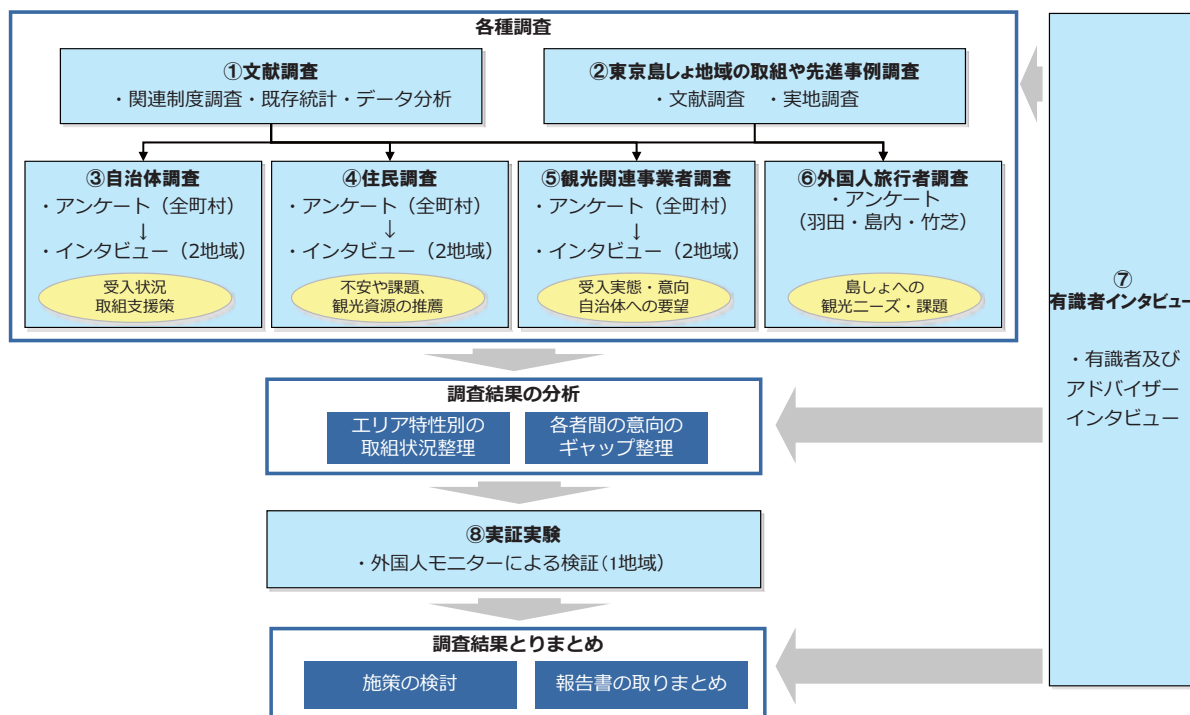 各種調査
①文献調査
・関連制度調査・既存統計・データ分析
②東京島しょ地域の取組や先進事例調査
・文献調査　・実地調査
③自治体調査
・アンケート（全町村）
↓
・インタビュー（2地域）
受入状況
取組支援策
④住民調査
・アンケート（全町村）
↓
・インタビュー（2地域）
不安や課題、
観光資源の推薦
⑤観光関連事業者調査
・アンケート（全町村）
↓
・インタビュー（2地域）
受入実態・意向
自治体への要望
⑥外国人旅行者調査
・アンケート
（羽田・島内・竹芝）
島しょへの
観光ニーズ・課題
調査結果の分析
エリア特性別の
取組状況整理
各者間の意向の
ギャップ整理
⑧実証実験
・外国人モニターによる検証（1地域）
調査結果とりまとめ
施策の検討
報告書の取りまとめ
⑦
有識者インタビュー
・有識者及び
アドバイザー
インタビュー